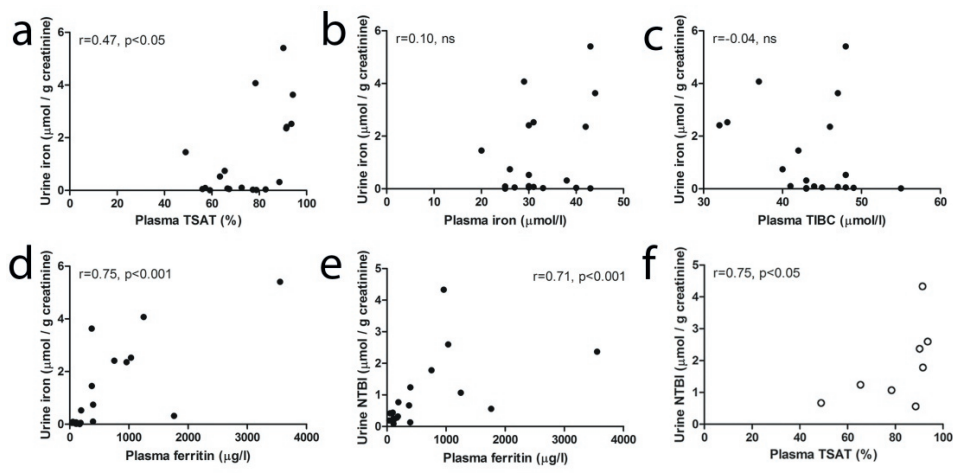 a
r=0.47, p<0.05
Urine iron (μmol / g creatinine)
6
4
2
0
0 20 40 60 80 100
Plasma TSAT (%)
b
r=0.10, ns
Urine iron (μmol / g creatinine)
6
4
2
0
0 10 20 30 40 50
Plasma iron (μmol/l)
c
r=-0.04, ns
Urine iron (μmol / g creatinine)
6
4
2
0
30 40 50 60
Plasma TIBC (μmol/l)
d
r=0.75, p<0.001
Urine iron (μmol / g creatinine)
6
4
2
0
0 1000 2000 3000 4000
Plasma ferritin (μg/l)
e
r=0.71, p<0.001
Urine NTBI (μmol / g creatinine)
5
4
3
2
1
0
0 1000 2000 3000 4000
Plasma ferritin (μg/l)
f
r=0.75, p<0.05
Urine NTBI (μmol / g creatinine)
5
4
3
2
1
0
0 20 40 60 80 100
Plasma TSAT (%)